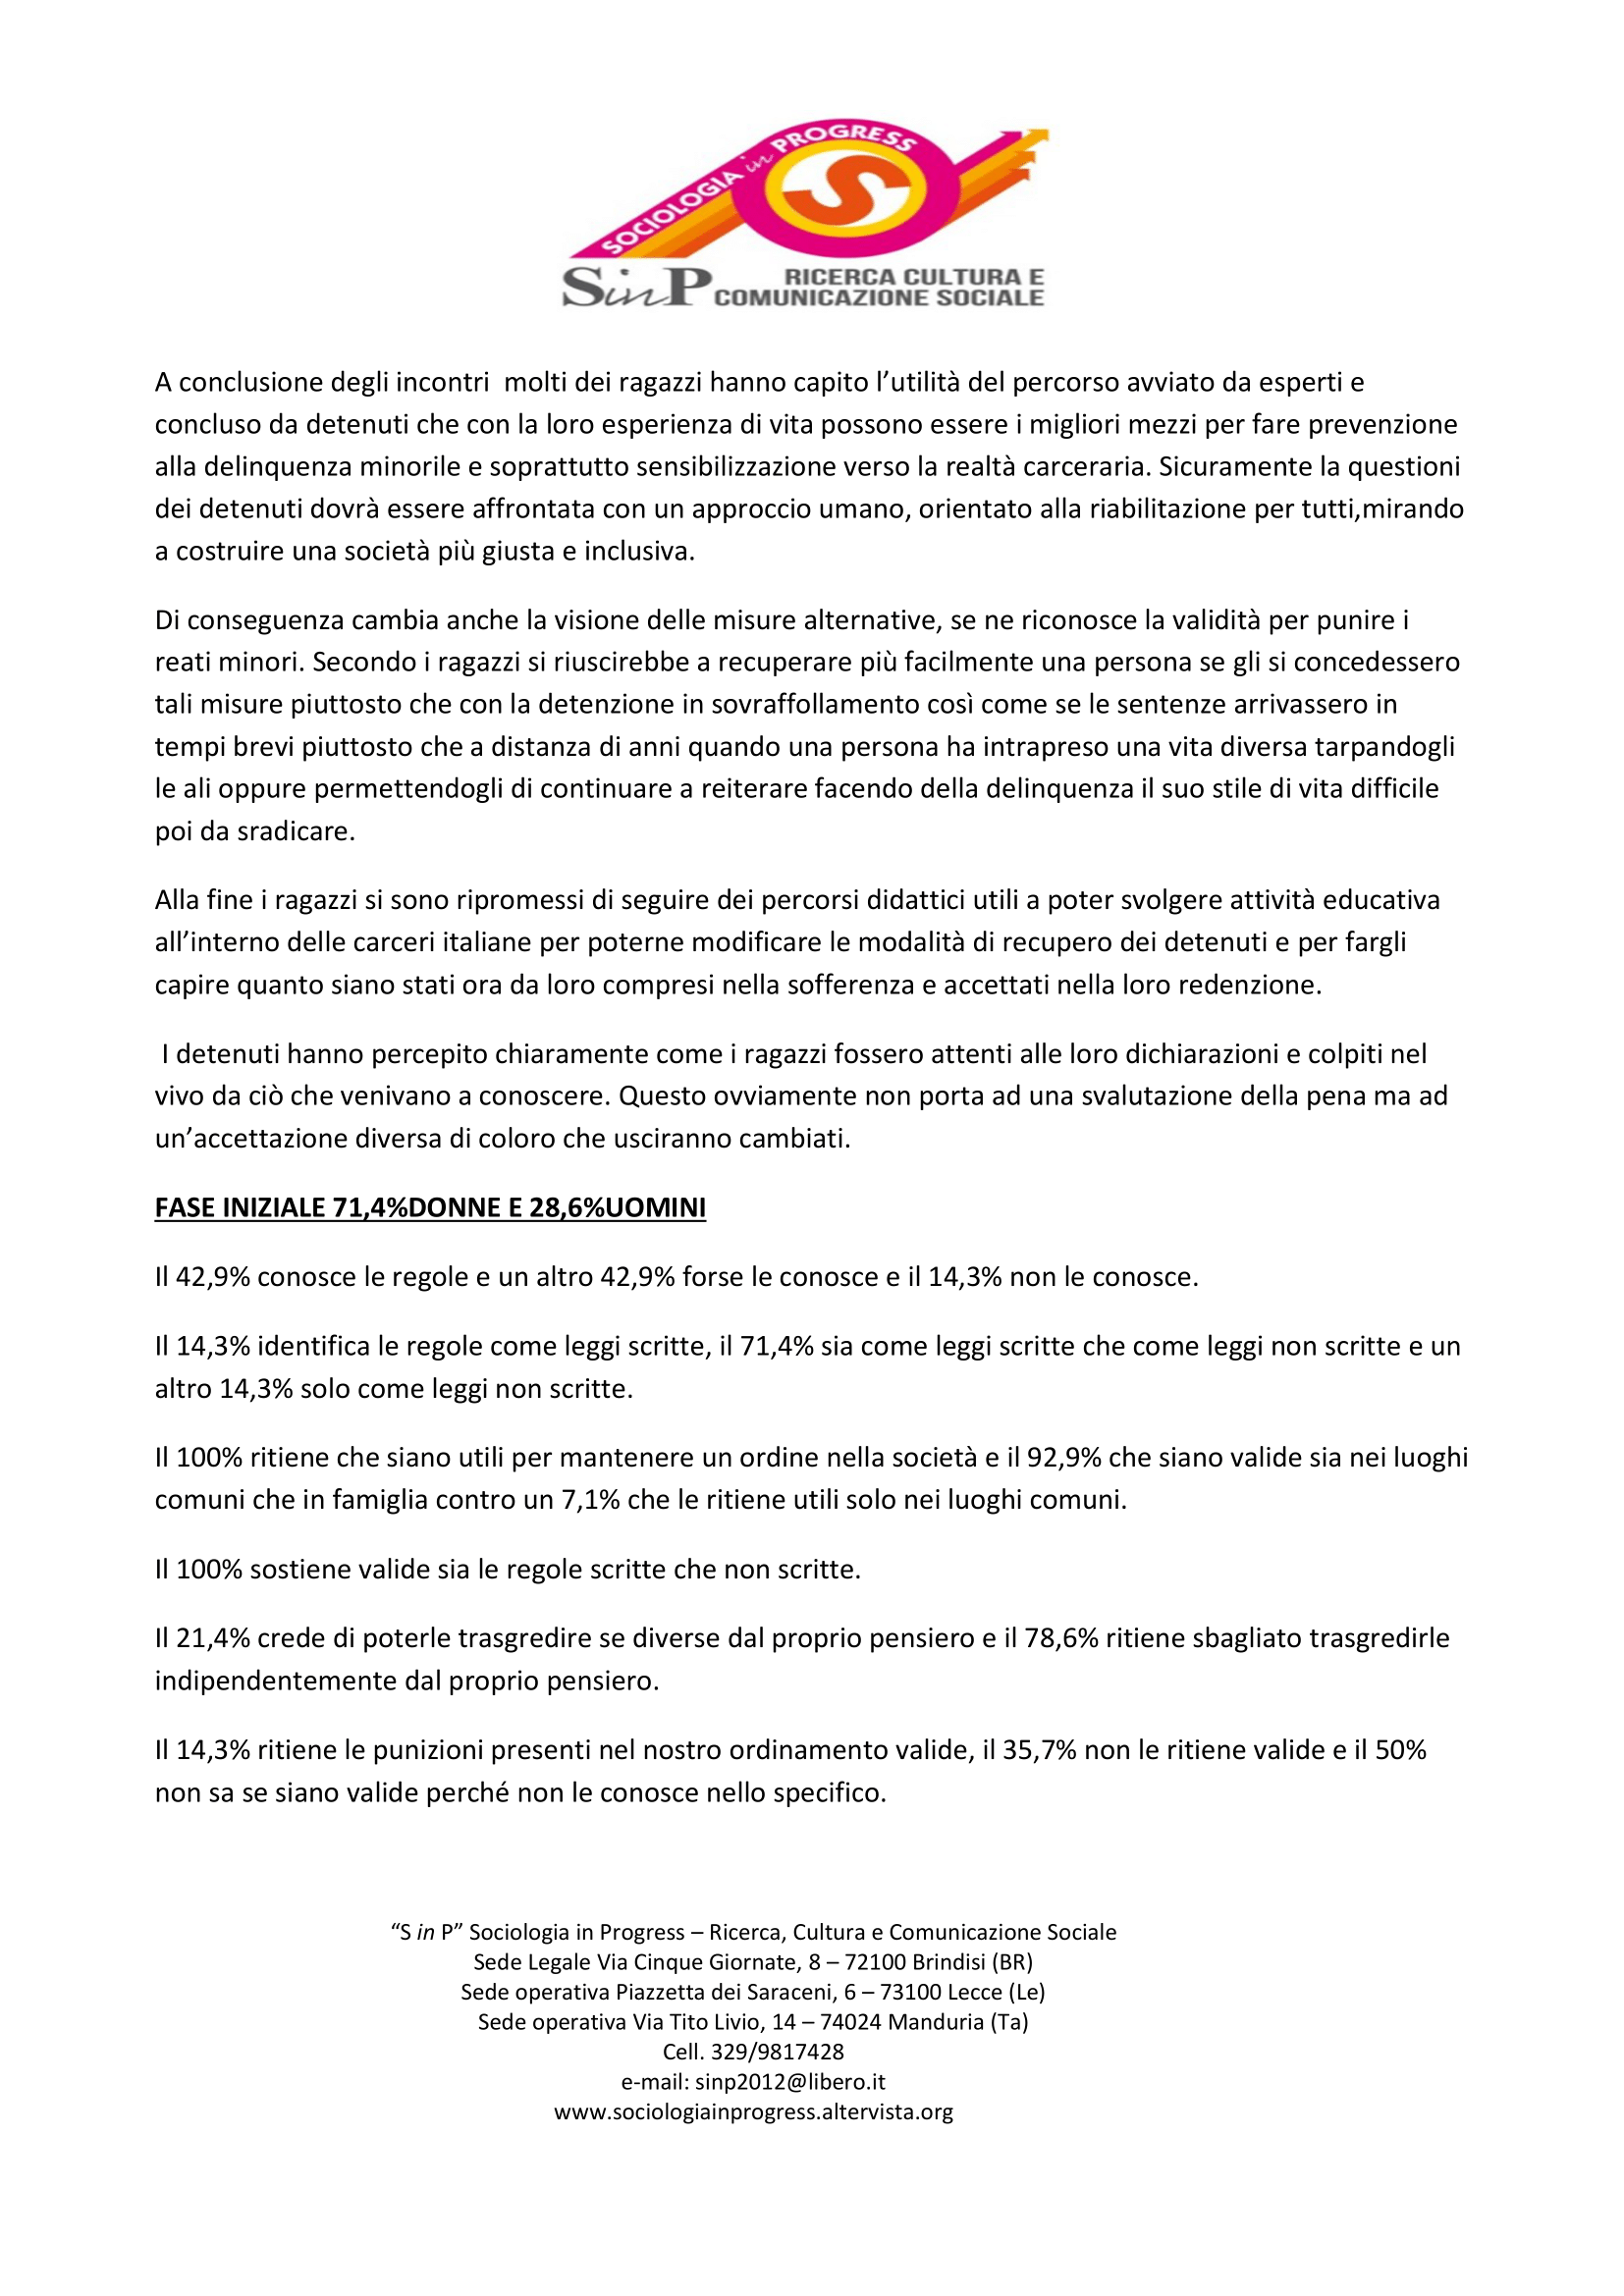 SOCIOLOGIA in PROGRESS
S
SinP RICERCA CULTURA E
COMUNICAZIONE SOCIALE
A conclusione degli incontri  molti dei ragazzi hanno capito l’utilità del percorso avviato da esperti e
concluso da detenuti che con la loro esperienza di vita possono essere i migliori mezzi per fare prevenzione
alla delinquenza minorile e soprattutto sensibilizzazione verso la realtà carceraria. Sicuramente la questioni
dei detenuti dovrà essere affrontata con un approccio umano, orientato alla riabilitazione per tutti,mirando
a costruire una società più giusta e inclusiva.
Di conseguenza cambia anche la visione delle misure alternative, se ne riconosce la validità per punire i
reati minori. Secondo i ragazzi si riuscirebbe a recuperare più facilmente una persona se gli si concedessero
tali misure piuttosto che con la detenzione in sovraffollamento così come se le sentenze arrivassero in
tempi brevi piuttosto che a distanza di anni quando una persona ha intrapreso una vita diversa tarpandogli
le ali oppure permettendogli di continuare a reiterare facendo della delinquenza il suo stile di vita difficile
poi da sradicare.
Alla fine i ragazzi si sono ripromessi di seguire dei percorsi didattici utili a poter svolgere attività educativa
all’interno delle carceri italiane per poterne modificare le modalità di recupero dei detenuti e per fargli
capire quanto siano stati ora da loro compresi nella sofferenza e accettati nella loro redenzione.
I detenuti hanno percepito chiaramente come i ragazzi fossero attenti alle loro dichiarazioni e colpiti nel
vivo da ciò che venivano a conoscere. Questo ovviamente non porta ad una svalutazione della pena ma ad
un’accettazione diversa di coloro che usciranno cambiati.
FASE INIZIALE 71,4%DONNE E 28,6%UOMINI
Il 42,9% conosce le regole e un altro 42,9% forse le conosce e il 14,3% non le conosce.
Il 14,3% identifica le regole come leggi scritte, il 71,4% sia come leggi scritte che come leggi non scritte e un
altro 14,3% solo come leggi non scritte.
Il 100% ritiene che siano utili per mantenere un ordine nella società e il 92,9% che siano valide sia nei luoghi
comuni che in famiglia contro un 7,1% che le ritiene utili solo nei luoghi comuni.
Il 100% sostiene valide sia le regole scritte che non scritte.
Il 21,4% crede di poterle trasgredire se diverse dal proprio pensiero e il 78,6% ritiene sbagliato trasgredirle
indipendentemente dal proprio pensiero.
Il 14,3% ritiene le punizioni presenti nel nostro ordinamento valide, il 35,7% non le ritiene valide e il 50%
non sa se siano valide perché non le conosce nello specifico.
“S in P” Sociologia in Progress – Ricerca, Cultura e Comunicazione Sociale
Sede Legale Via Cinque Giornate, 8 – 72100 Brindisi (BR)
Sede operativa Piazzetta dei Saraceni, 6 – 73100 Lecce (Le)
Sede operativa Via Tito Livio, 14 – 74024 Manduria (Ta)
Cell. 329/9817428
e-mail: sinp2012@libero.it
www.sociologiainprogress.altervista.org